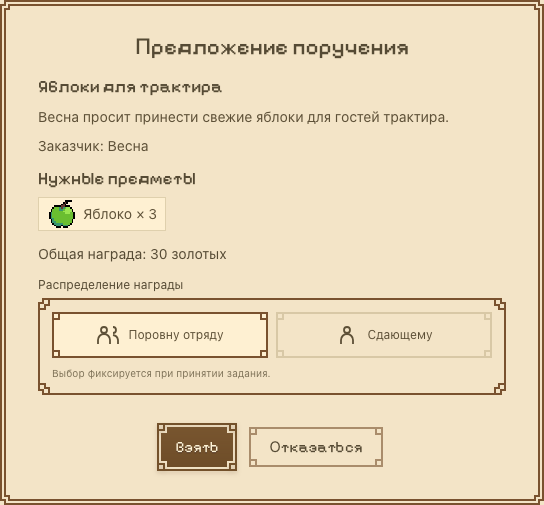 Предложение поручения
Яблоки для трактира
Весна просит принести свежие яблоки для гостей трактира.
Заказчик: Весна
Нужные предметы
Яблоко × 3
Общая награда: 30 золотых
Распределение награды
Поровну отряду
Сдающему
Выбор фиксируется при принятии задания.
Взять
Отказаться